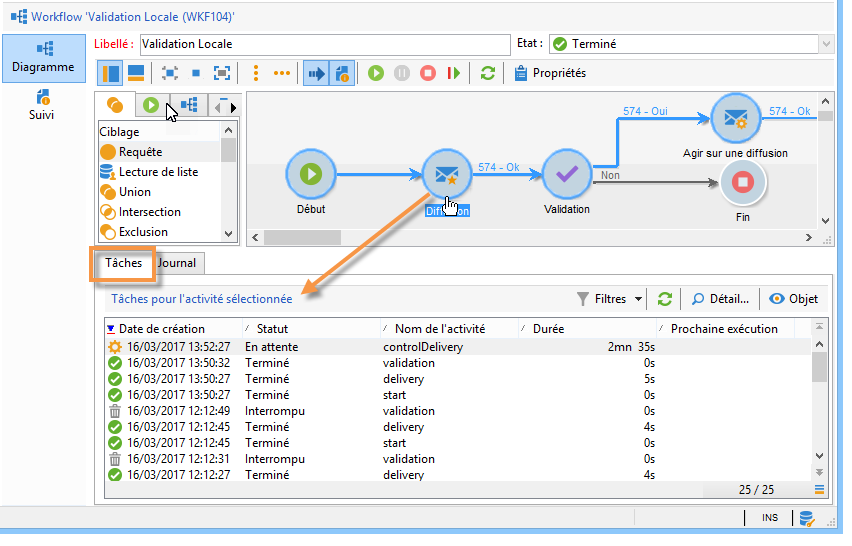 Workflow 'Validation Locale (WKF104)'
Libellé : Validation Locale Etat : Terminé
Diagramme
Suivi
Propriétés
Ciblage
Requête
Lecture de liste
Union
Intersection
Exclusion
574 - Oui
574 - Ok
Agir sur une diffusion
574 - Ok
Non
Début
Validation
Fin
Tâches Journal
Tâches pour l'activité sélectionnée Filtres Détail... Objet
Date de création Statut Nom de l'activité Durée Prochaine exécution
16/03/2017 13:52:27 En attente controlDelivery 2mn 35s
16/03/2017 13:50:32 Terminé validation 0s
16/03/2017 13:50:27 Terminé delivery 5s
16/03/2017 13:50:27 Terminé start 0s
16/03/2017 12:12:49 Interrompu validation 0s
16/03/2017 12:12:45 Terminé delivery 4s
16/03/2017 12:12:45 Terminé start 0s
16/03/2017 12:12:31 Interrompu validation 0s
16/03/2017 12:12:27 Terminé delivery 4s
25 / 25
INS